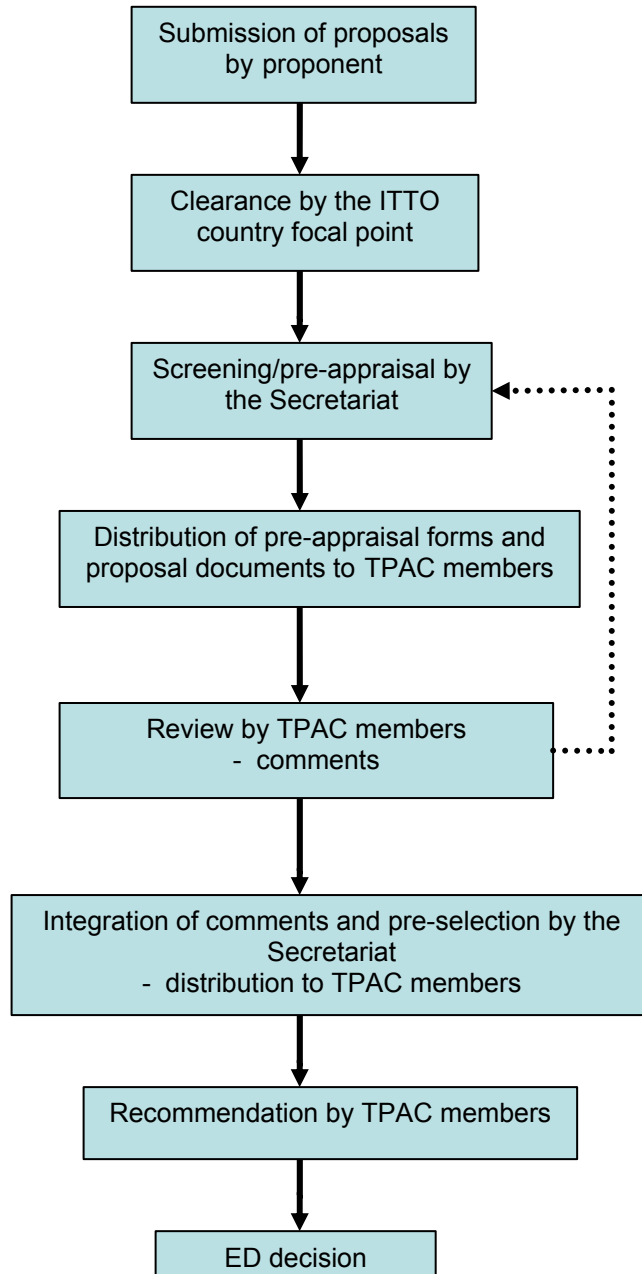 Submission of proposals
by proponent
Clearance by the ITTO
country focal point
Screening/pre-appraisal by
the Secretariat
Distribution of pre-appraisal forms and
proposal documents to TPAC members
Review by TPAC members
- comments
Integration of comments and pre-selection by the
Secretariat
- distribution to TPAC members
Recommendation by TPAC members
ED decision